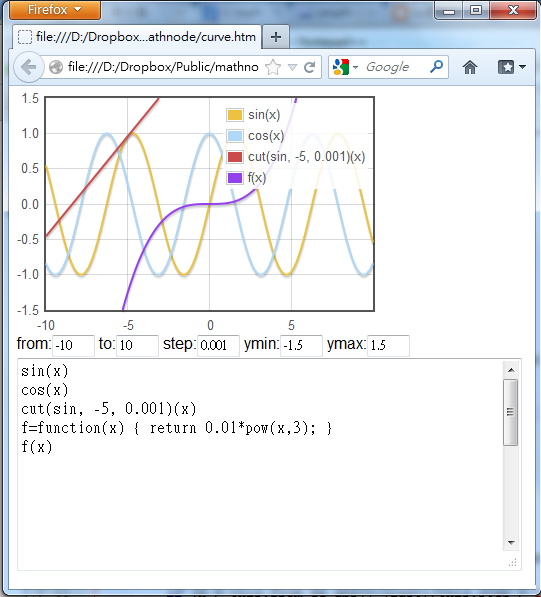 Firefox
file:///D:/Dropbox...athnode/curve.htm
file:///D:/Dropbox/Public/mathno
Google
1.5
1.0
0.5
0.0
-0.5
-1.0
-1.5
sin(x)
cos(x)
cut(sin, -5, 0.001)(x)
f(x)
-10 -5 0 5
from: -10 to: 10 step: 0.001 ymin: -1.5 ymax: 1.5
sin(x)
cos(x)
cut(sin, -5, 0.001)(x)
f=function(x) { return 0.01*pow(x,3); }
f(x)